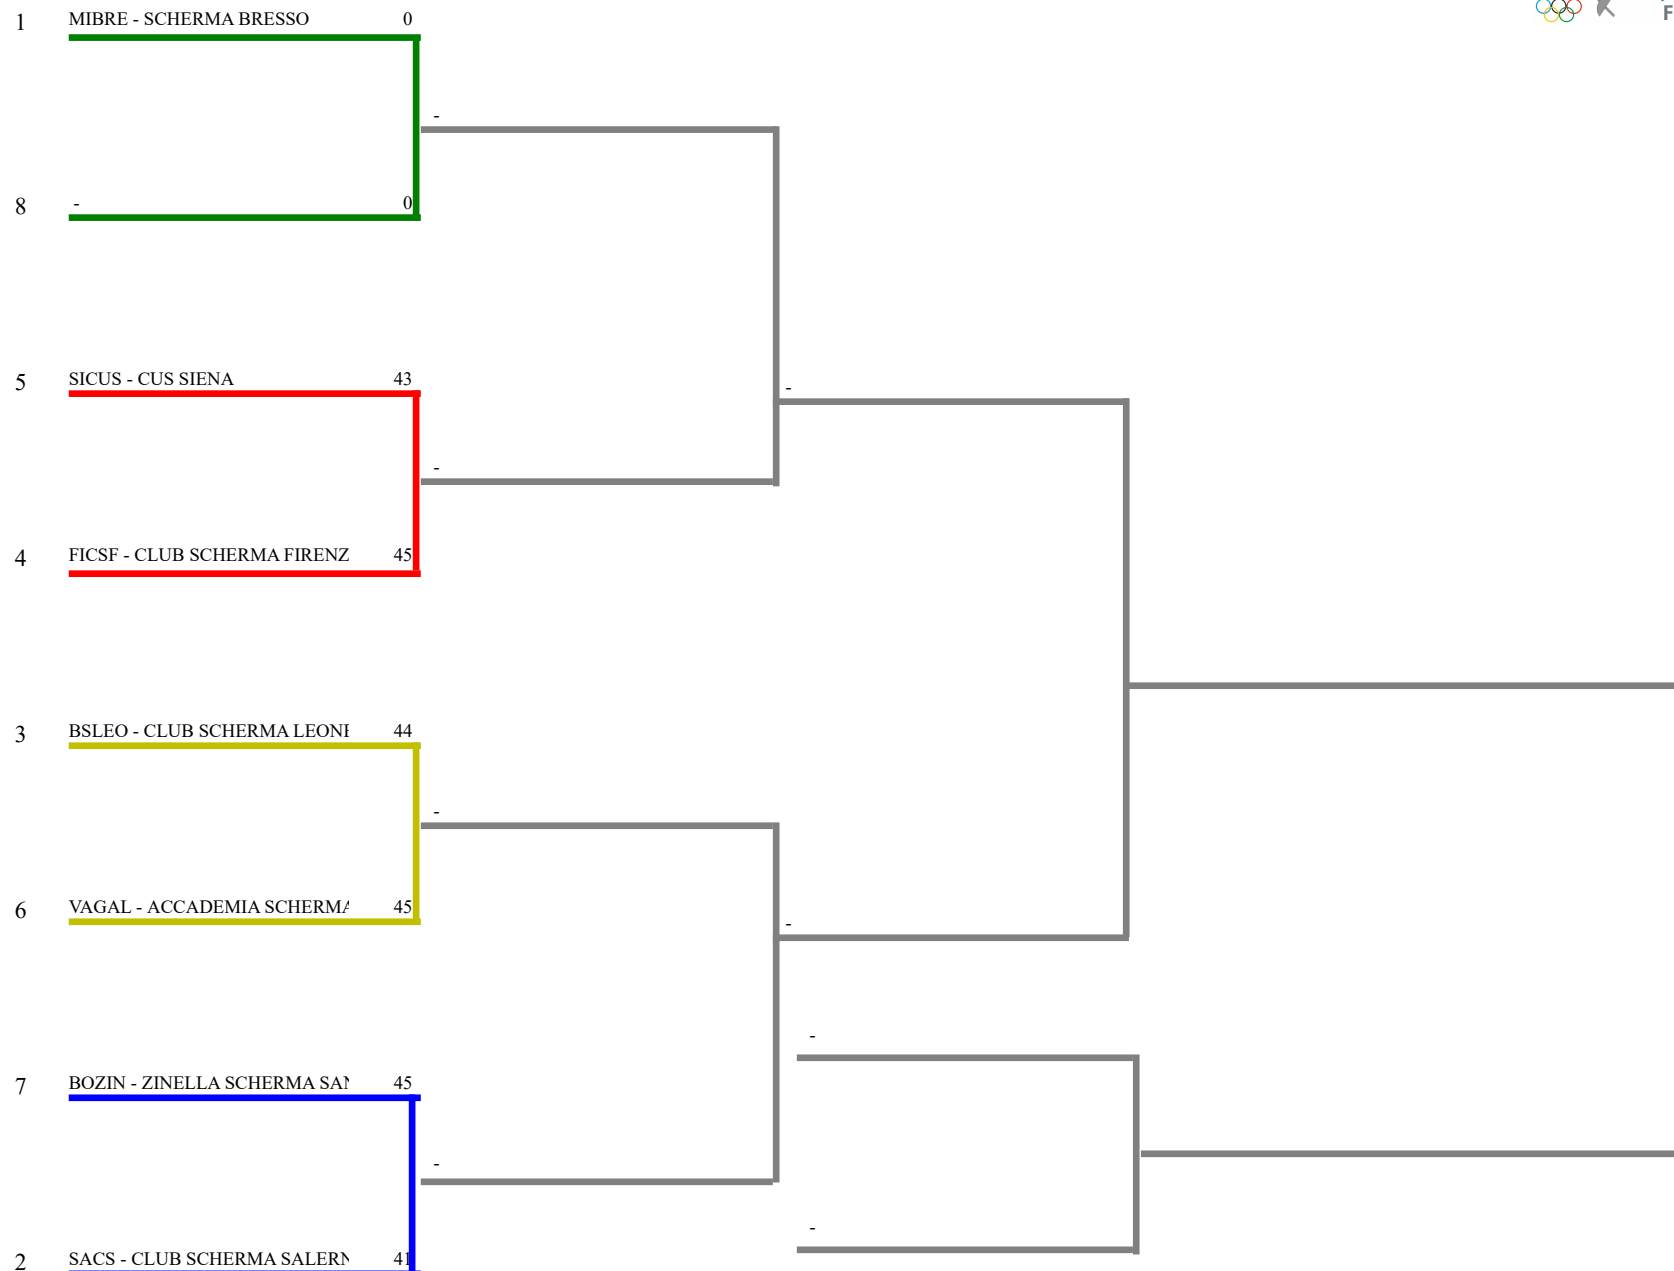 F
1 MIBRE - SCHERMA BRESSO 0
-
8 - 0
5 SICUS - CUS SIENA 43
-
-
4 FICSF - CLUB SCHERMA FIRENZ 45
3 BSLEO - CLUB SCHERMA LEON 44
-
6 VAGAL - ACCADEMIA SCHERMA 45
-
-
7 BOZIN - ZINELLA SCHERMA SAN 45
-
-
2 SACS - CLUB SCHERMA SALERN 41